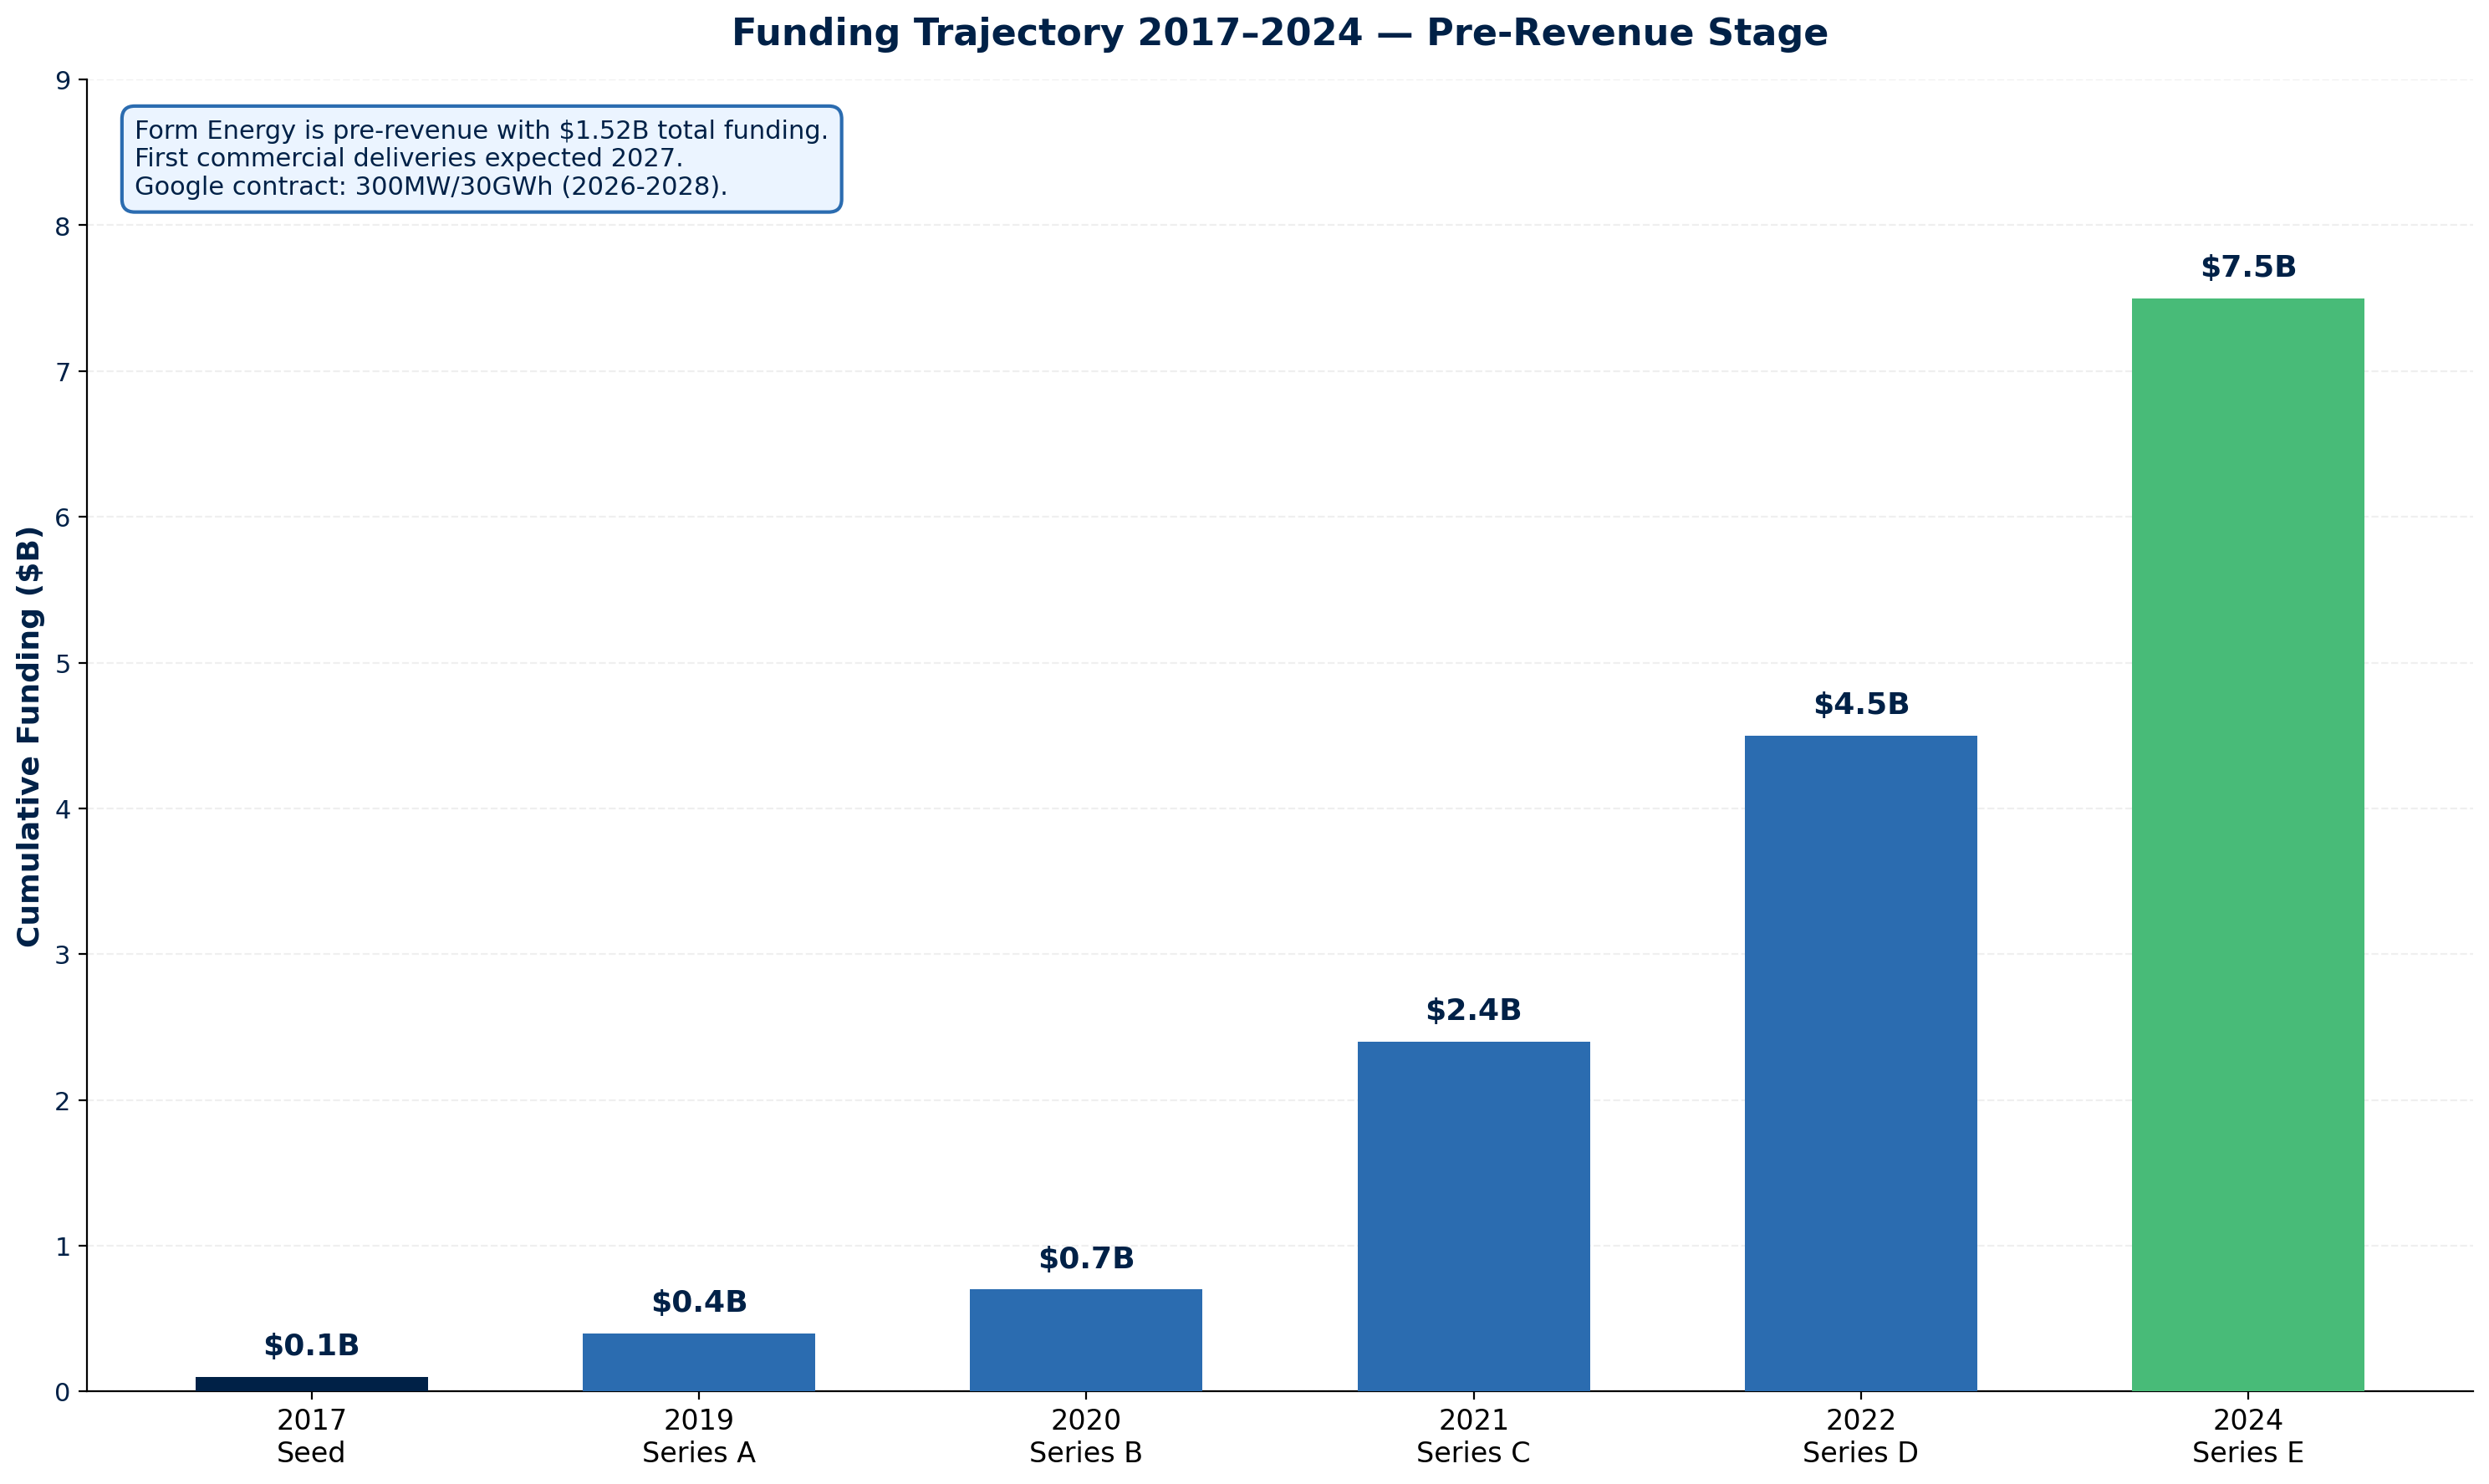 Funding Trajectory 2017–2024 — Pre-Revenue Stage
Form Energy is pre-revenue with $1.52B total funding.
First commercial deliveries expected 2027.
Google contract: 300MW/30GWh (2026-2028).
Cumulative Funding ($B)
9
8
7
6
5
4
3
2
1
0
$0.1B
$0.4B
$0.7B
$2.4B
$4.5B
$7.5B
2017
Seed
2019
Series A
2020
Series B
2021
Series C
2022
Series D
2024
Series E